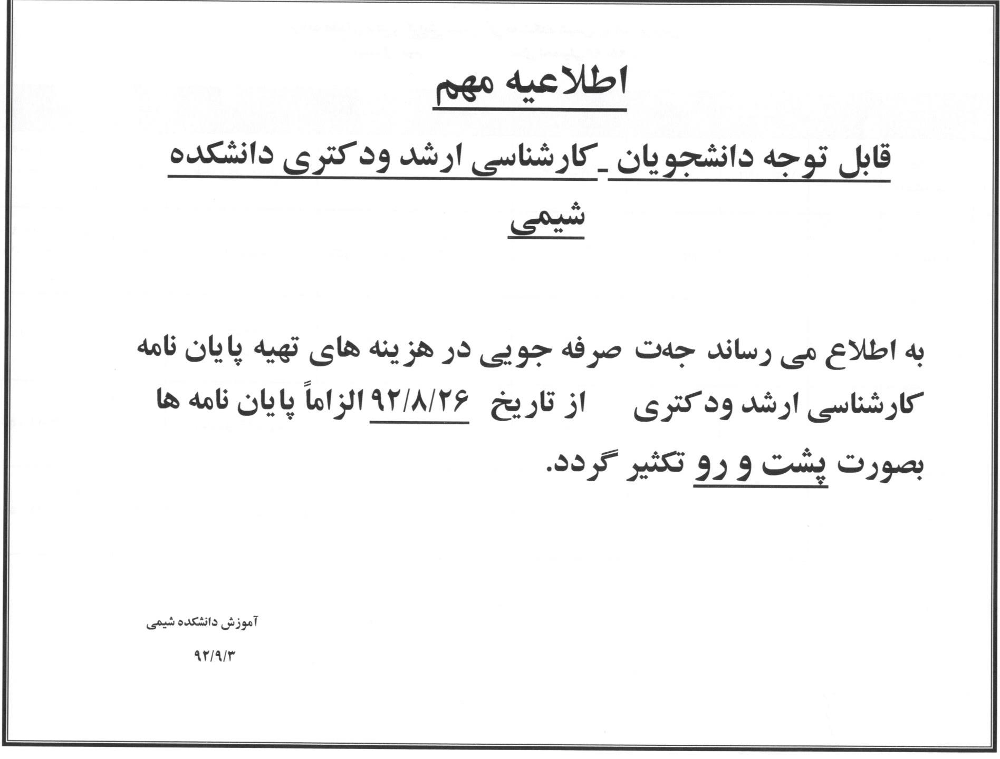 اطلاعیه مهم
قابل توجه دانشجویان - کارشناسی ارشد ودکتری دانشکده
شیمی
به اطلاع می رساند جهت صرفه جویی در هزینه های تهیه پایان نامه
کارشناسی ارشد ودکتری از تاریخ ۹۲/۸/۲۶ الزاماً پایان نامه ها
بصورت پشت و رو تکثیر گردد.
آموزش دانشکده شیمی
۹۲/۹/۳